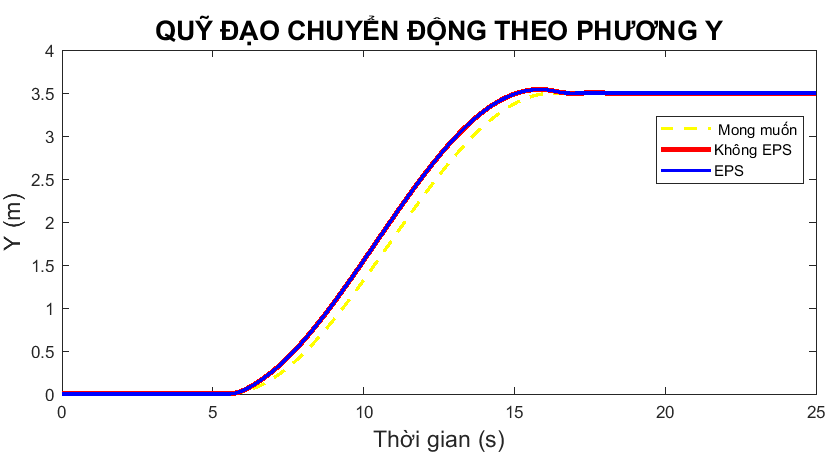 QUỸ ĐẠO CHUYỂN ĐỘNG THEO PHƯƠNG Y
4
3.5
3
2.5
2
1.5
1
0.5
0
Y (m)
Mong muốn
Không EPS
EPS
0 5 10 15 20 25
Thời gian (s)